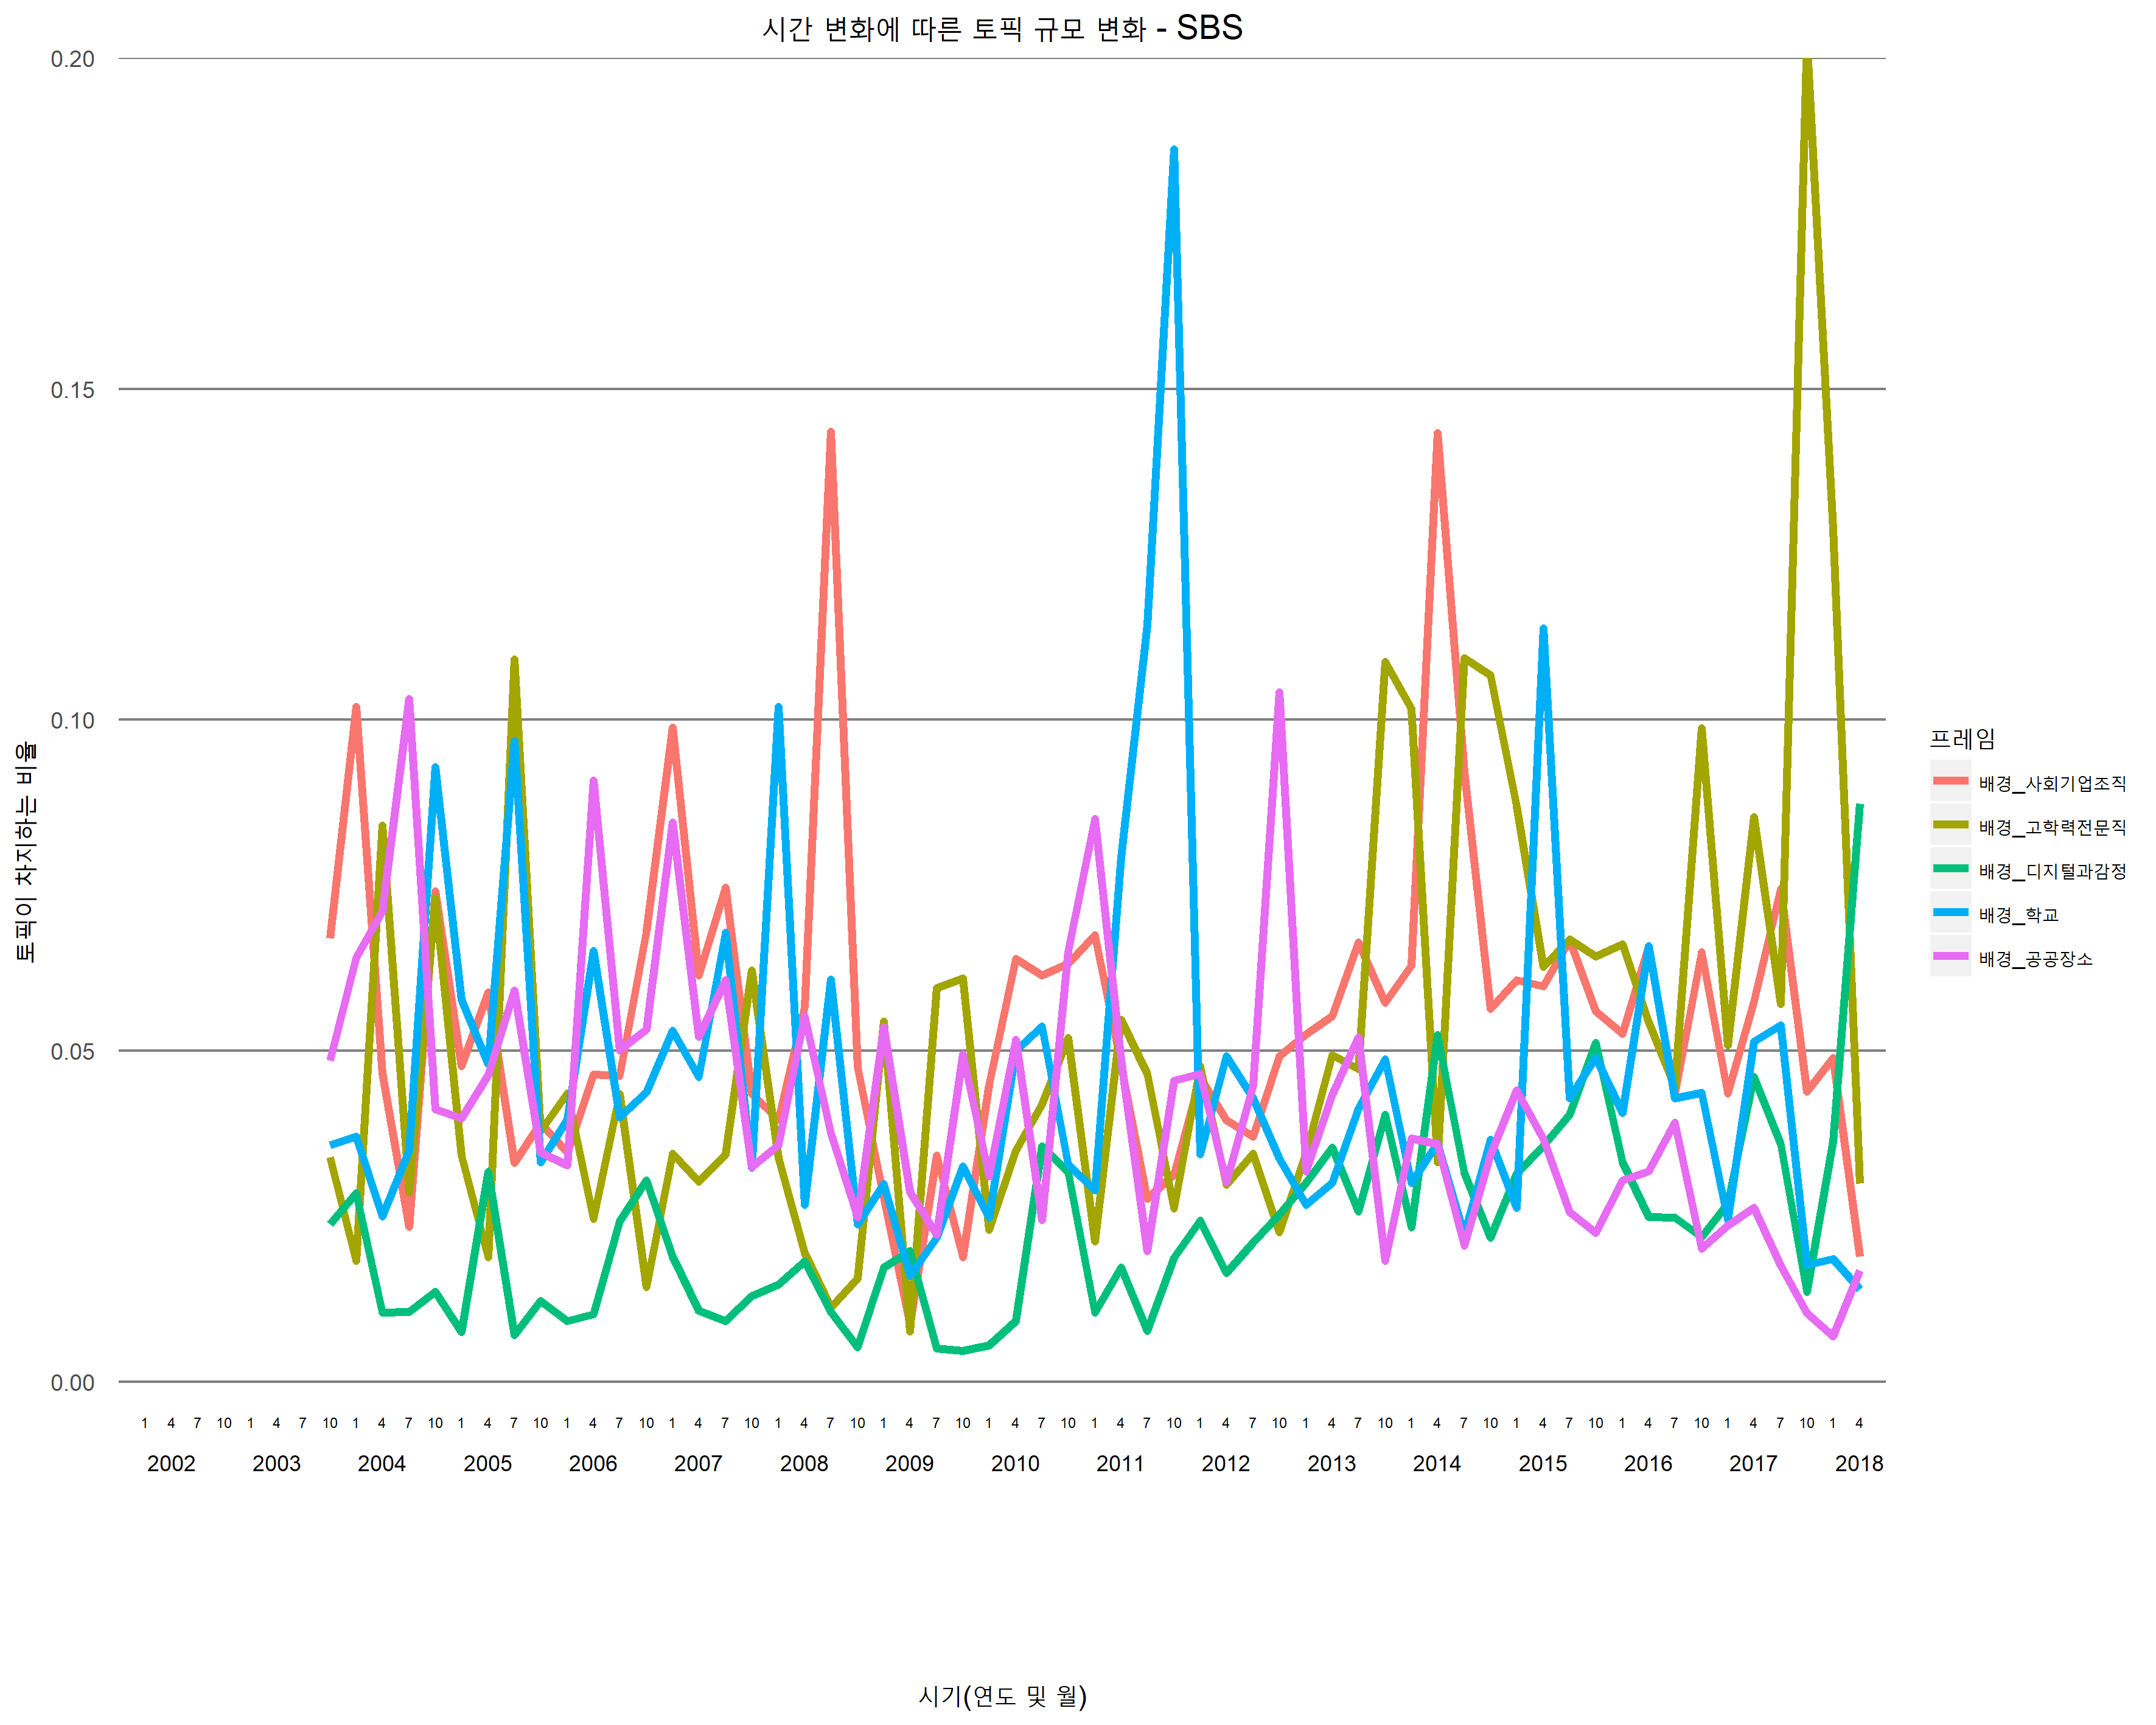 시간 변화에 따른 토픽 규모 변화 - SBS
0.20
0.15
0.10
0.05
0.00
토픽이 차지하는 비율
프레임
배경_사회기업조직
배경_고학력전문직
배경_디지털과감정
배경_학교
배경_공공장소
1 4 7 10 1 4 7 10 1 4 7 10 1 4 7 10 1 4 7 10 1 4 7 10 1 4 7 10 1 4 7 10 1 4 7 10 1 4 7 10 1 4 7 10 1 4 7 10 1 4 7 10 1 4 7 10 1 4 7 10 1 4 7 10 1 4
2002 2003 2004 2005 2006 2007 2008 2009 2010 2011 2012 2013 2014 2015 2016 2017 2018
시기(연도 및 월)